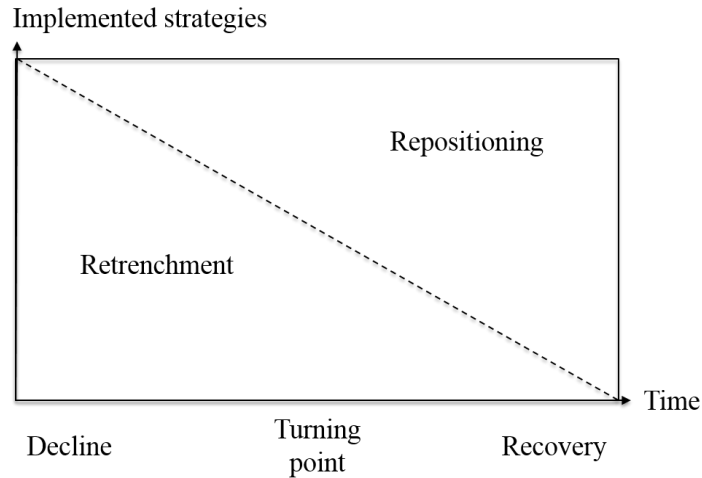 Implemented strategies
Repositioning
Retrenchment
Time
Decline
Turning
point
Recovery